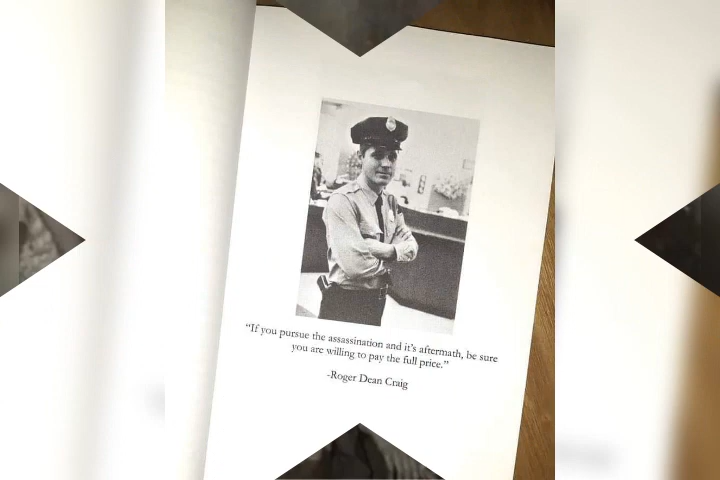 “If you pursue the assassination and it's aftermath, be sure
you are willing to pay the full price.”
-Roger Dean Craig